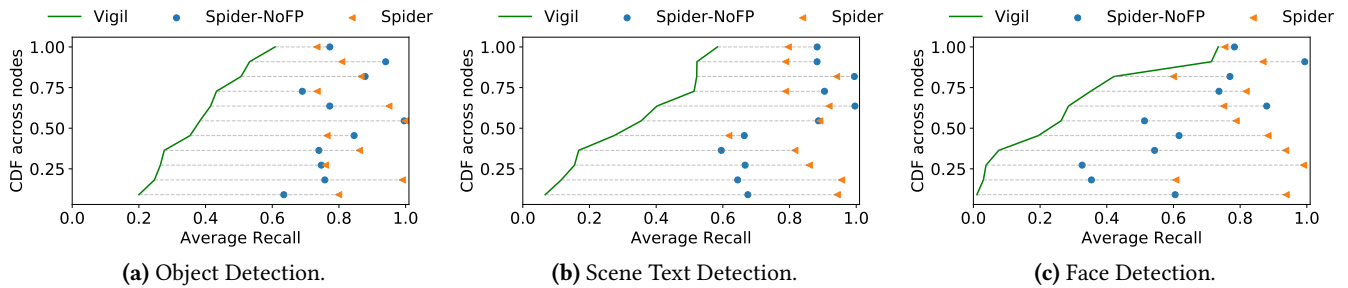 Vigil Spider-NoFP Spider
CDF across nodes
1.00
0.75
0.50
0.25
0.0 0.2 0.4 0.6 0.8 1.0
Average Recall
(a) Object Detection.
Vigil Spider-NoFP Spider
CDF across nodes
1.00
0.75
0.50
0.25
0.0 0.2 0.4 0.6 0.8 1.0
Average Recall
(b) Scene Text Detection.
Vigil Spider-NoFP Spider
CDF across nodes
1.00
0.75
0.50
0.25
0.0 0.2 0.4 0.6 0.8 1.0
Average Recall
(c) Face Detection.